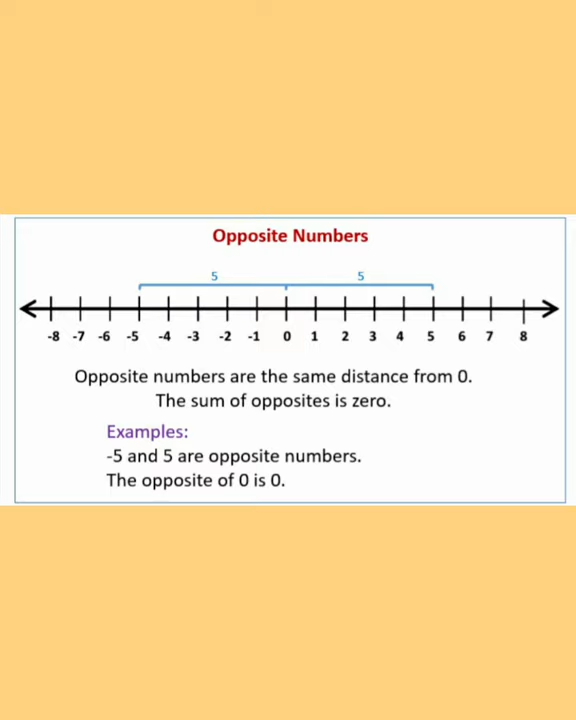 Opposite Numbers
5 5
-8 -7 -6 -5 -4 -3 -2 -1 0 1 2 3 4 5 6 7 8
Opposite numbers are the same distance from 0.
The sum of opposites is zero.
Examples:
-5 and 5 are opposite numbers.
The opposite of 0 is 0.